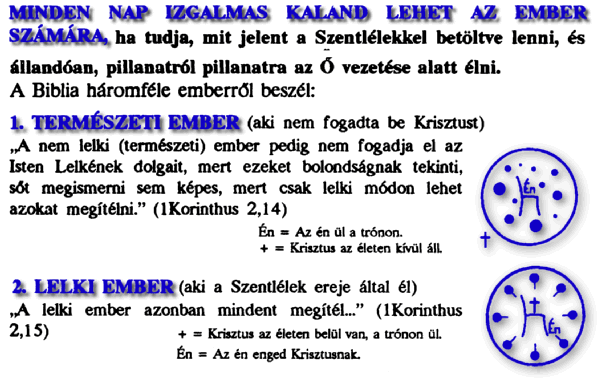 MINDEN NAP IZGALMAS KALAND LEHET AZ EMBER
SZÁMÁRA, ha tudja, mit jelent a Szentlélekkel betöltve lenni, és
állandóan, pillanatról pillanatra az Ő vezetése alatt élni.
A Biblia háromféle emberről beszél:
1. TERMÉSZETI EMBER (aki nem fogadta be Krisztust)
„A nem lelki (természeti) ember pedig nem fogadja el az
Isten Lelkének dolgait, mert ezeket bolondságnak tekinti,
sőt megismerni sem képes, mert csak lelki módon lehet
azokat megítélni.” (1Korinthus 2,14)
Én
Én = Az én ül a trónon.
+ = Krisztus az életen kívül áll.
2. LELKI EMBER (aki a Szentlélek ereje által él)
„A lelki ember azonban mindent megítél...” (1Korinthus
2,15)
+ = Krisztus az életen belül van, a trónon ül.
Én = Az én enged Krisztusnak.
Én